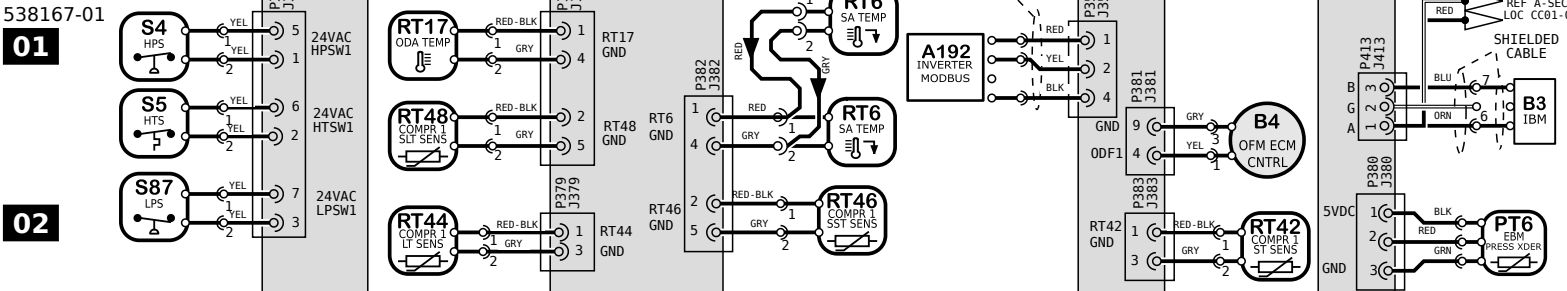 538167-01
01
02
S4
HPS
YEL
1
YEL
2
5
1
24VAC
HPSW1
S5
HTS
YEL
1
YEL
2
6
2
24VAC
HTSW1
S87
LPS
YEL
1
YEL
2
7
3
24VAC
LPSW1
RT17
ODA TEMP
RED-BLK
1
GRY
2
1
4
RT17
GND
RT48
COMPR 1
SLT SENS
RED-BLK
1
GRY
2
2
5
RT48
GND
P379
J379
RT44
COMPR 1
LT SENS
RED-BLK
1
GRY
2
1
3
RT44
GND
P382
J382
RT6
GND
1
4
RED
1
GRY
2
RED
GRY
1
2
RT6
SA TEMP
RT6
SA TEMP
RT46
GND
2
5
RED-BLK
1
GRY
2
RT46
COMPR 1
SST SENS
A192
INVERTER
MODBUS
RED
YEL
BLK
1
2
4
P381
J381
GND
9
ODF1
4
GRY
3
YEL
1
B4
OFM ECM
CNTRL
P383
J383
RT42
GND
1
3
RED-BLK
1
GRY
2
RT42
COMPR 1
ST SENS
RED
REF A-SEC
LOC CC01-
SHIELDED
CABLE
P413
J413
B
G
A
3
2
1
BLU
7
ORN
6
B3
IBM
P380
J380
5VDC
GND
1
2
3
BLK
RED
GRN
PT6
EBM
PRESS XDER